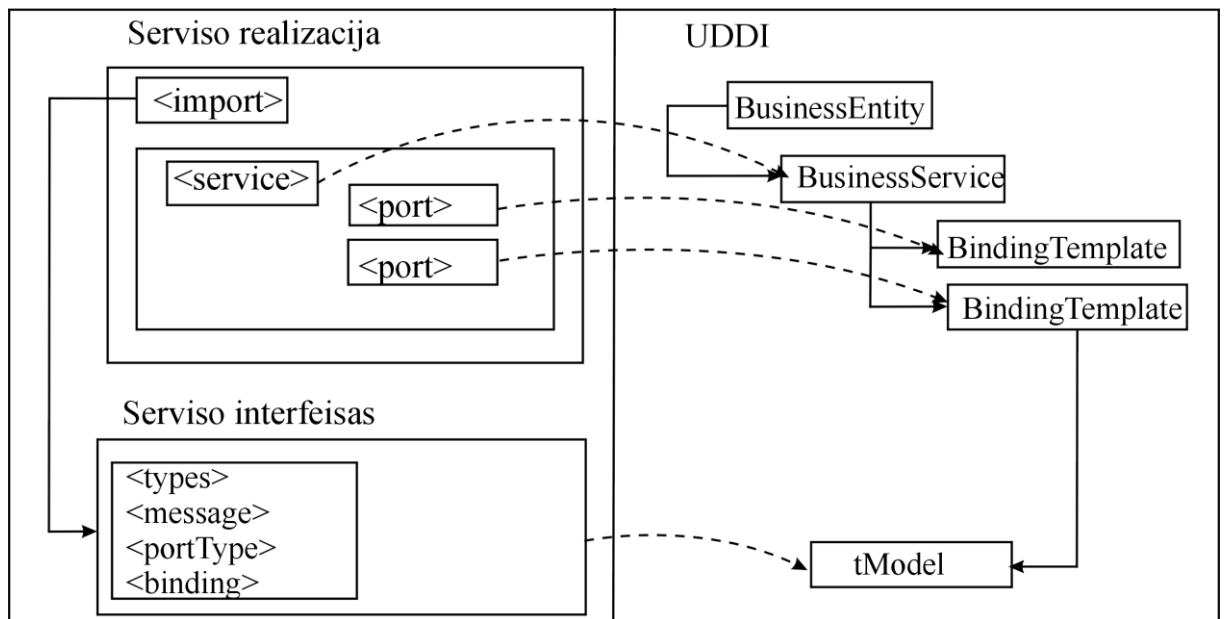 Serviso realizacija
<import>
<service>
<port>
<port>
Serviso interfeisas
<types>
<message>
<portType>
<binding>
UDDI
BusinessEntity
BusinessService
BindingTemplate
BindingTemplate
tModel